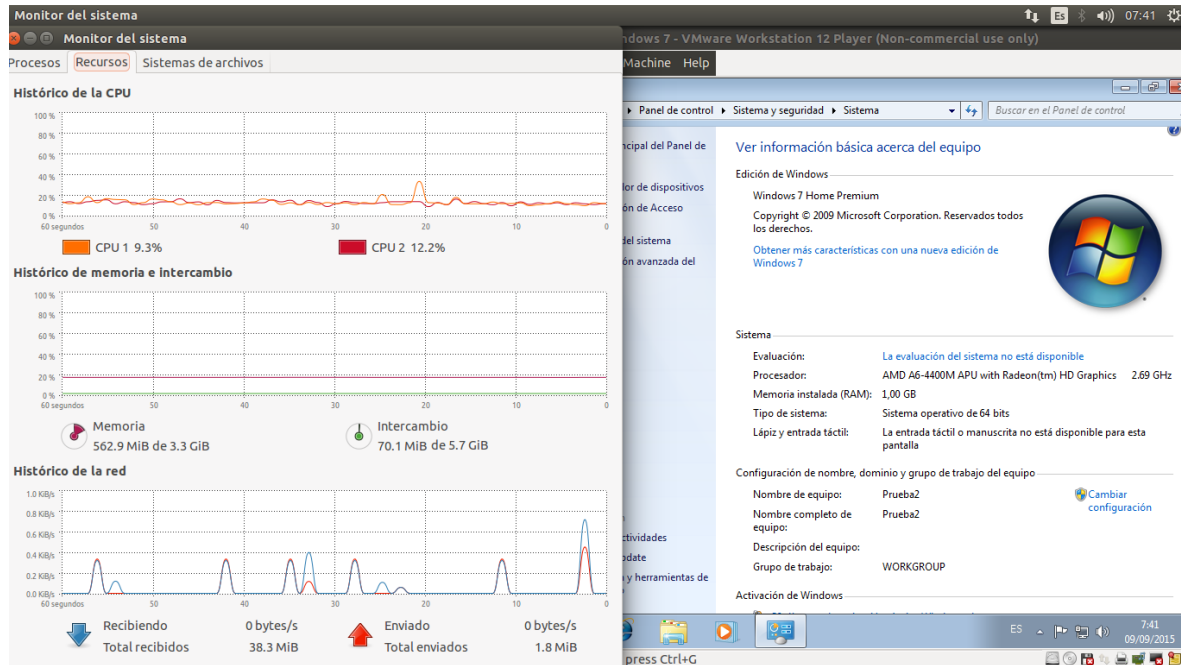 Monitor del sistema
Es
07:41
Monitor del sistema
ndows 7 - VMware Workstation 12 Player (Non-commercial use only)
Procesos
Recursos
Sistemas de archivos
Machine Help
Histórico de la CPU
100 %
80 %
60 %
40 %
20 %
0 %
60 segundos 50 40 30 20 10 0
CPU 1 9.3%
CPU 2 12.2%
Histórico de memoria e intercambio
100 %
80 %
60 %
40 %
20 %
0 %
60 segundos 50 40 30 20 10 0
Memoria
562.9 MiB de 3.3 GiB
Intercambio
70.1 MiB de 5.7 GiB
Histórico de la red
1.0 KiB/s
0.8 KiB/s
0.6 KiB/s
0.4 KiB/s
0.2 KiB/s
0.0 KiB/s
60 segundos 50 40 30 20 10 0
Recibiendo 0 bytes/s
Total recibidos 38.3 MiB
Enviado 0 bytes/s
Total enviados 1.8 MiB
Panel de control Sistema y seguridad Sistema
Buscar en el Panel de control
ncipal del Panel de
lor de dispositivos
ón de Acceso
del sistema
ón avanzada del
ctividades
pdate
y herramientas de
Ver información básica acerca del equipo
Edición de Windows
Windows 7 Home Premium
Copyright © 2009 Microsoft Corporation. Reservados todos
los derechos.
Obtener más características con una nueva edición de
Windows 7
Sistema
Evaluación: La evaluación del sistema no está disponible
Procesador: AMD A6-4400M APU with Radeon(tm) HD Graphics 2.69 GHz
Memoria instalada (RAM): 1,00 GB
Tipo de sistema: Sistema operativo de 64 bits
Lápiz y entrada táctil: La entrada táctil o manuscrita no está disponible para esta
pantalla
Configuración de nombre, dominio y grupo de trabajo del equipo
Nombre de equipo: Prueba2
Cambiar
configuración
Nombre completo de
equipo:
Prueba2
Descripción del equipo:
Grupo de trabajo: WORKGROUP
Activación de Windows
ES
7:41
09/09/2015
press Ctrl+G